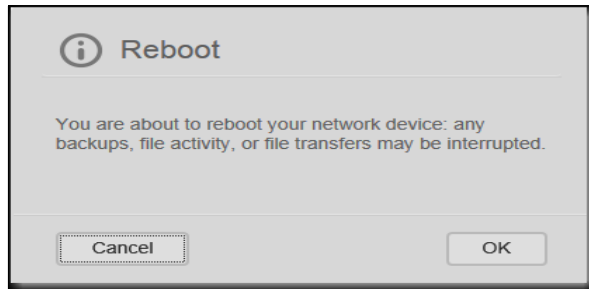 Reboot
You are about to reboot your network device: any
backups, file activity, or file transfers may be interrupted.
Cancel
OK